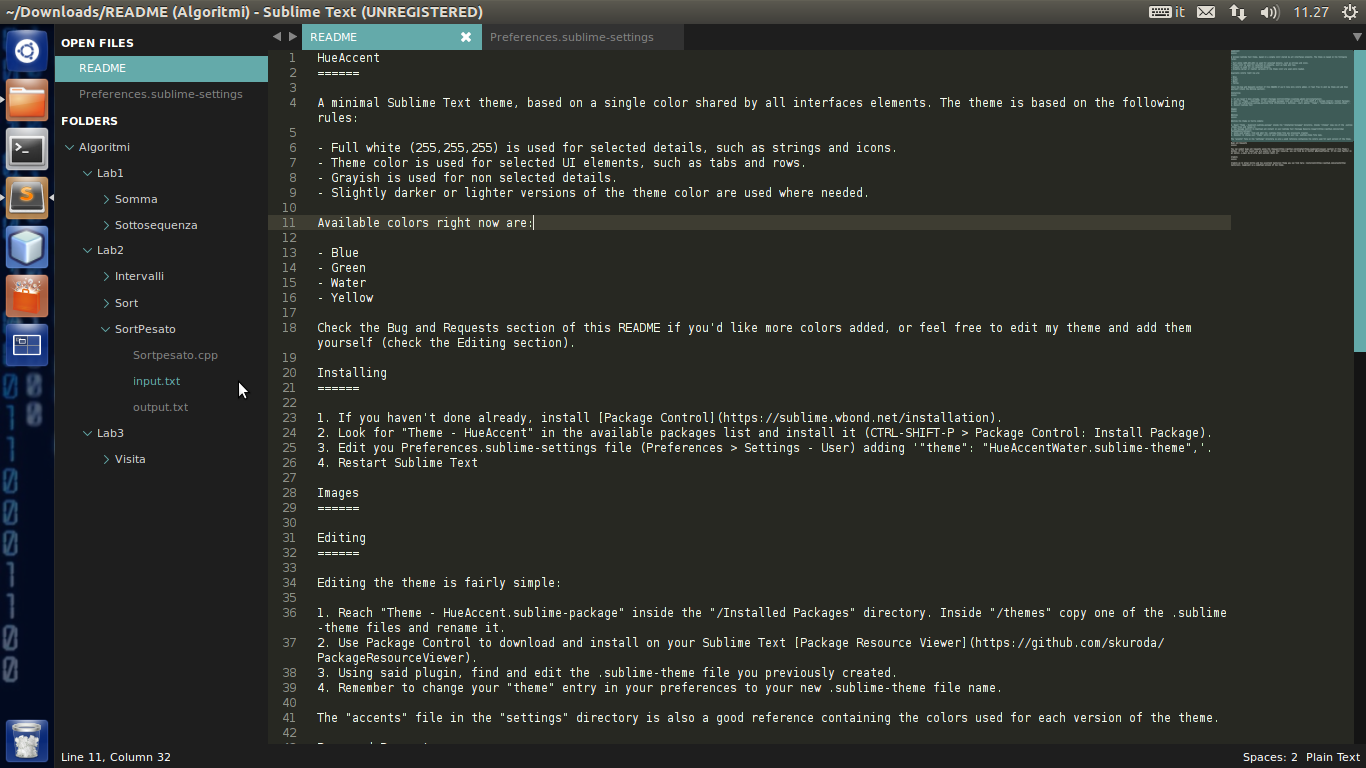 ~/Downloads/README (Algoritmi) - Sublime Text (UNREGISTERED)
it
11.27
OPEN FILES
README
Preferences.sublime-settings
FOLDERS
Algoritmi
Lab1
Somma
Sottosequenza
Lab2
Intervalli
Sort
SortPesato
Sortpesato.cpp
input.txt
output.txt
Lab3
Visita
README
Preferences.sublime-settings
1 HueAccent
2 ======
3
4 A minimal Sublime Text theme, based on a single color shared by all interfaces elements. The theme is based on the following
rules:
5
6 - Full white (255,255,255) is used for selected details, such as strings and icons.
7 - Theme color is used for selected UI elements, such as tabs and rows.
8 - Grayish is used for non selected details.
9 - Slightly darker or lighter versions of the theme color are used where needed.
10
11 Available colors right now are:
12
13 - Blue
14 - Green
15 - Water
16 - Yellow
17
18 Check the Bug and Requests section of this README if you'd like more colors added, or feel free to edit my theme and add them
yourself (check the Editing section).
19
20 Installing
21 ======
22
23 1. If you haven't done already, install [Package Control](https://sublime.wbond.net/installation).
24 2. Look for "Theme - HueAccent" in the available packages list and install it (CTRL-SHIFT-P > Package Control: Install Package).
25 3. Edit you Preferences.sublime-settings file (Preferences > Settings - User) adding '"theme": "HueAccentWater.sublime-theme",'.
26 4. Restart Sublime Text
27
28 Images
29 ======
30
31 Editing
32 ======
33
34 Editing the theme is fairly simple:
35
36 1. Reach "Theme - HueAccent.sublime-package" inside the "/Installed Packages" directory. Inside "/themes" copy one of the .sublime
-theme files and rename it.
37 2. Use Package Control to download and install on your Sublime Text [Package Resource Viewer](https://github.com/skuroda/
PackageResourceViewer).
38 3. Using said plugin, find and edit the .sublime-theme file you previously created.
39 4. Remember to change your "theme" entry in your preferences to your new .sublime-theme file name.
40
41 The "accents" file in the "settings" directory is also a good reference containing the colors used for each version of the theme.
42
Line 11, Column 32
Spaces: 2
Plain Text